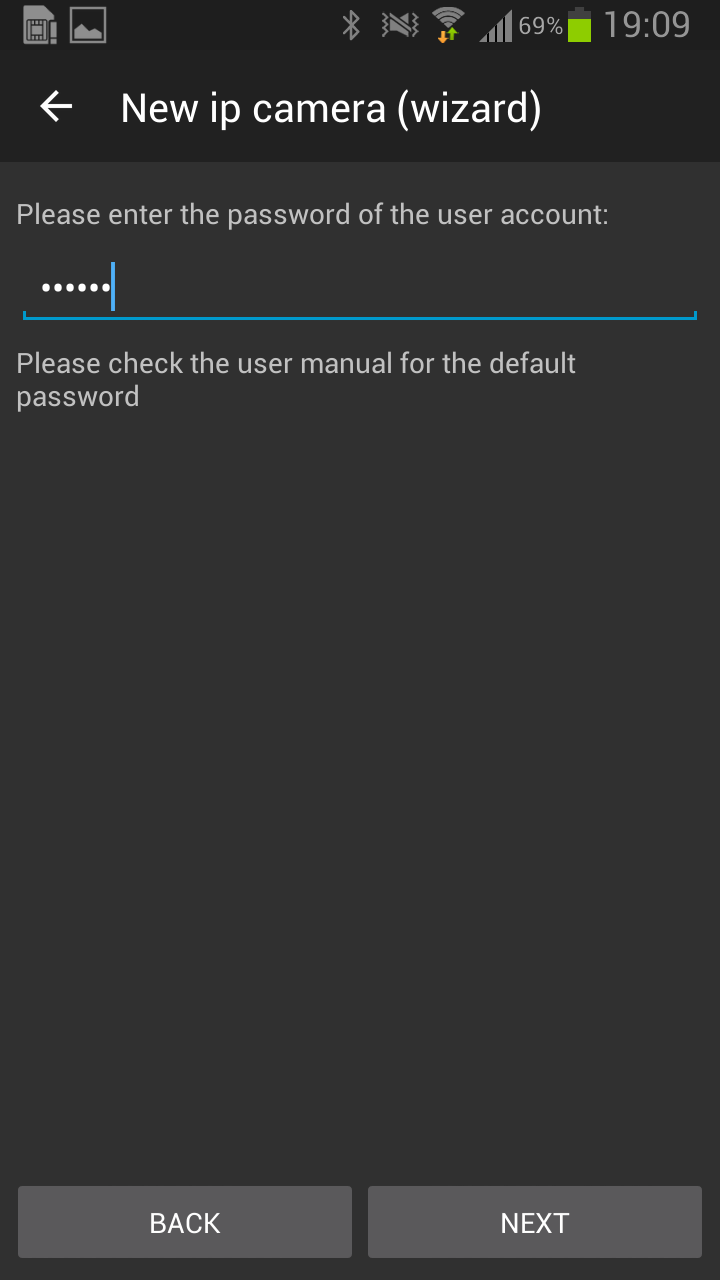 69% 19:09
New ip camera (wizard)
Please enter the password of the user account:
••••••
Please check the user manual for the default
password
BACK NEXT